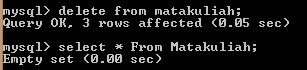 mysql> delete from matakuliah;
Query OK, 3 rows affected (0.05 sec)
mysql> select * From Matakuliah;
Empty set (0.00 sec)